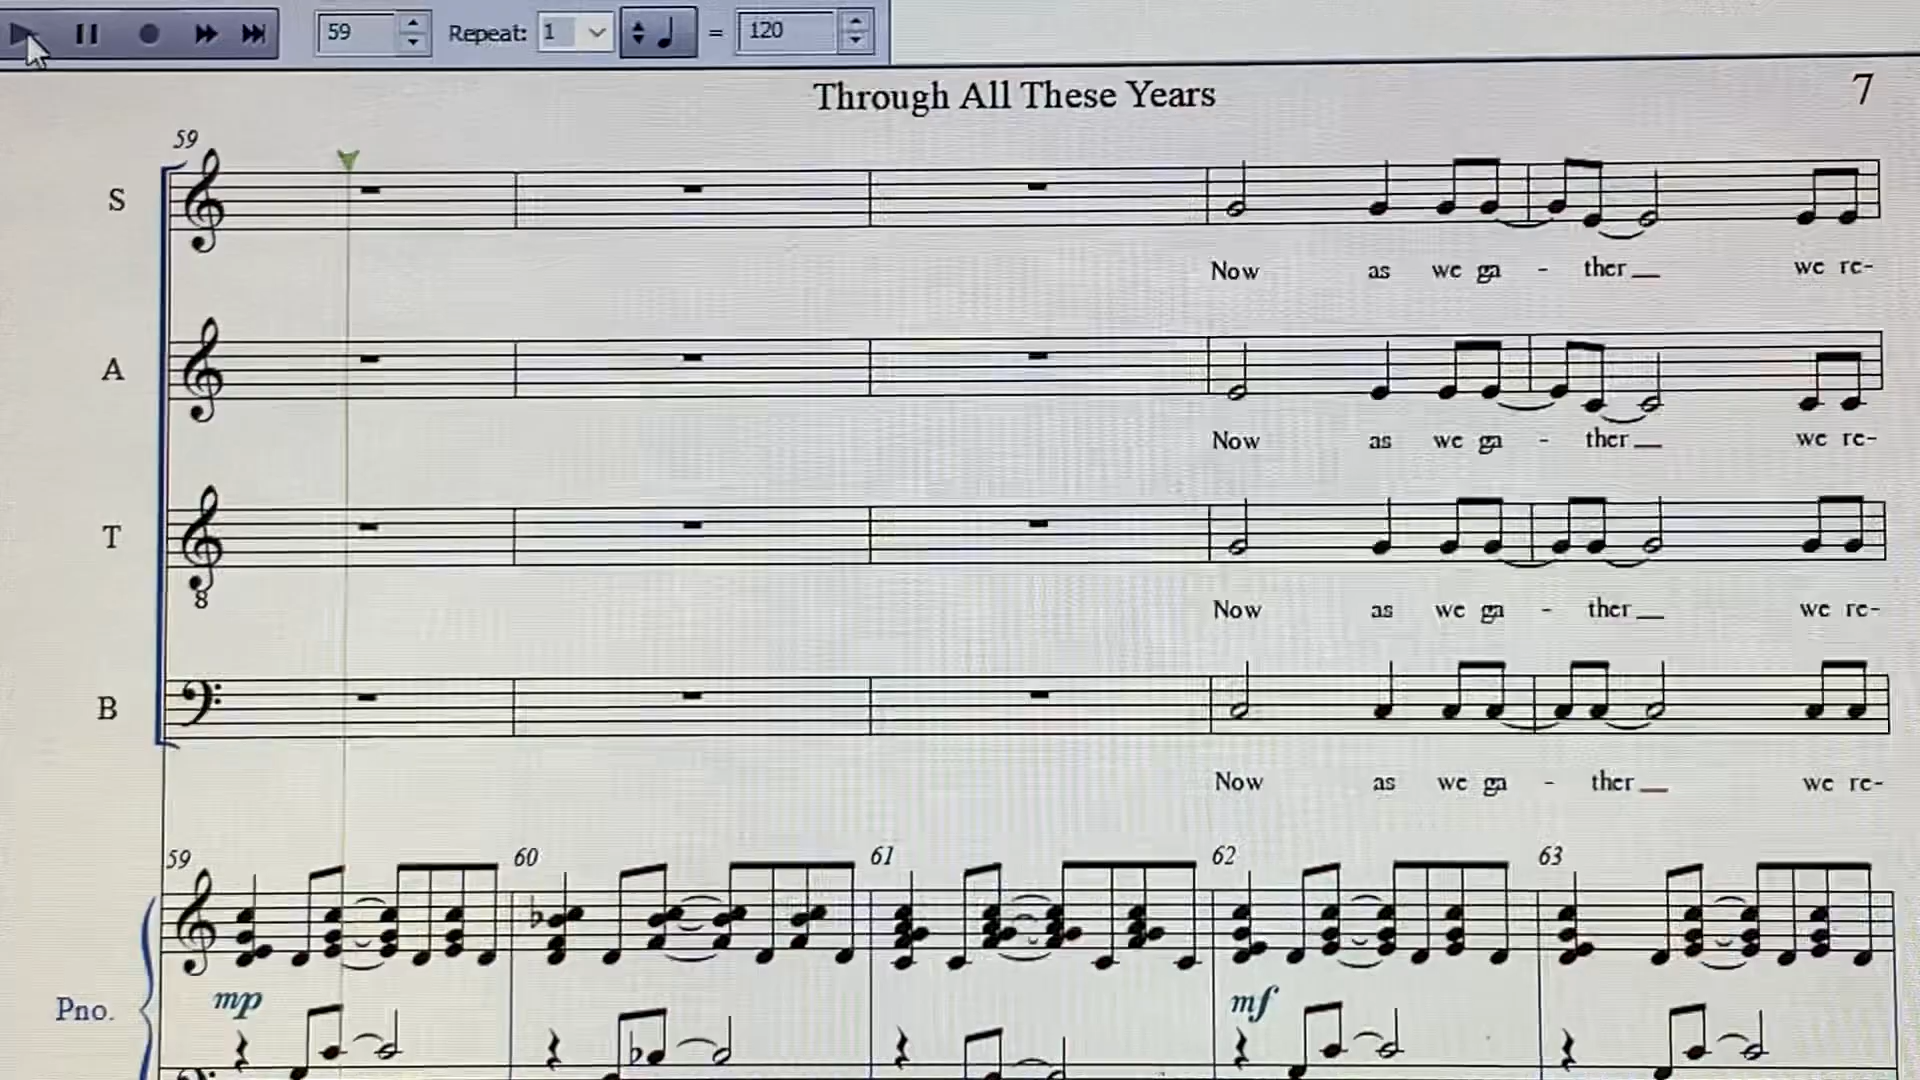 59 Repeat: 1 = 120
Through All These Years 7
59
S
Now as we ga - ther we re-
A
Now as we ga - ther we re-
T
8
Now as we ga - ther we re-
B
Now as we ga - ther we re-
59 60 61 62 63
mp mf
Pno.